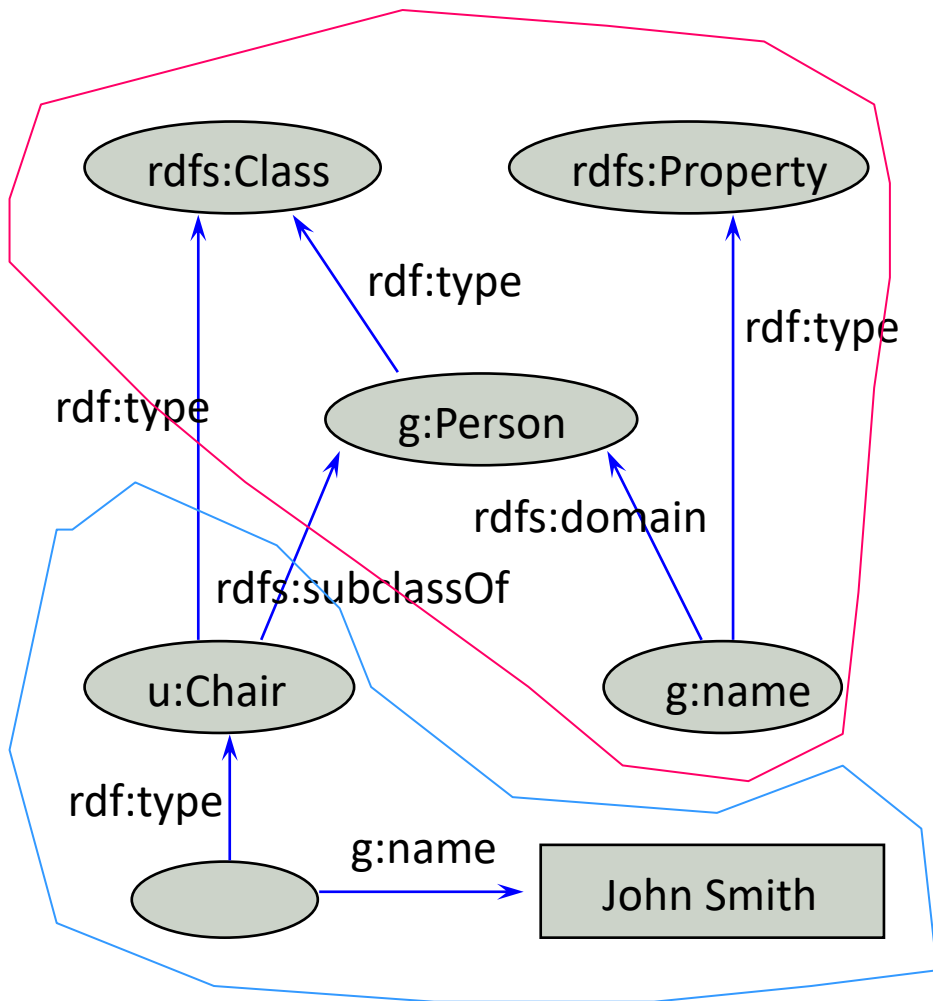 rdfs:Class
rdfs:Property
rdf:type
rdf:type
rdf:type
g:Person
rdfs:domain
rdfs:subclassOf
u:Chair
g:name
rdf:type
g:name
John Smith